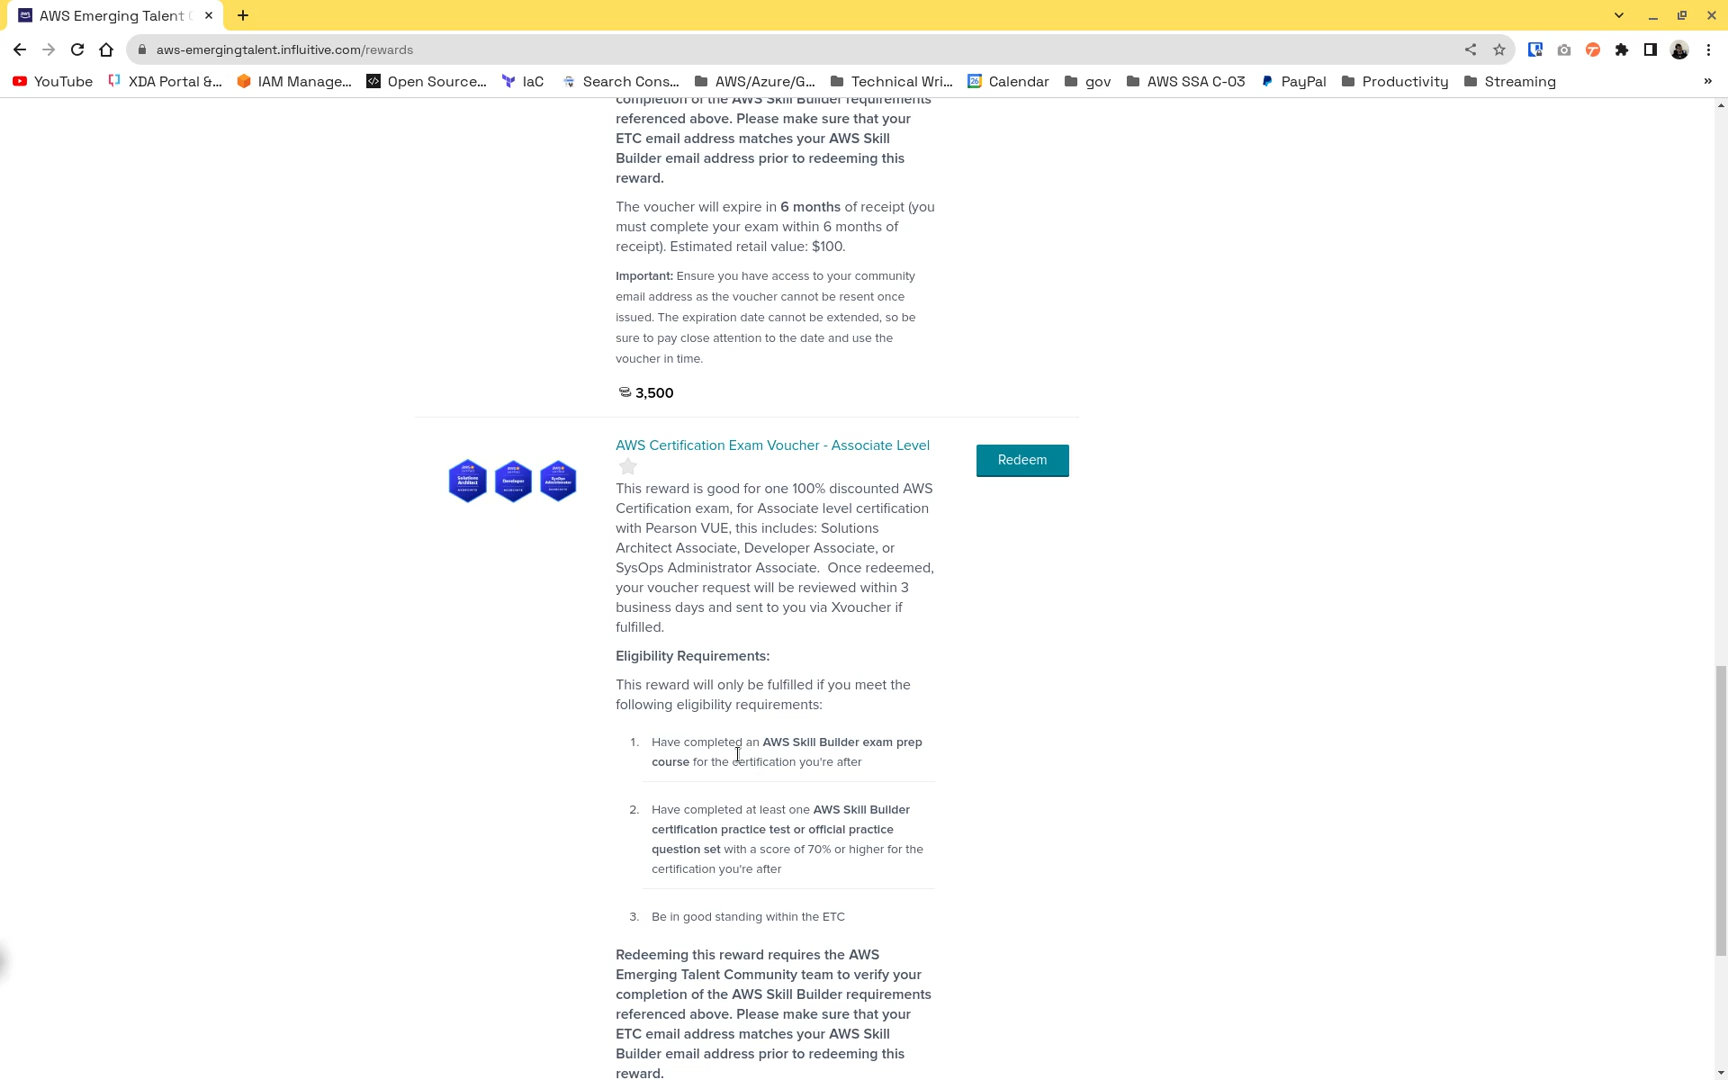 AWS Emerging Talent C
aws-emergingtalent.influitive.com/rewards
YouTube
XDA Portal &...
IAM Manage...
Open Source...
IaC
Search Cons...
AWS/Azure/G...
Technical Wri...
Calendar
gov
AWS SSA C-03
PayPal
Productivity
Streaming
»
completion of the AWS Skill Builder requirements
referenced above. Please make sure that your
ETC email address matches your AWS Skill
Builder email address prior to redeeming this
reward.
The voucher will expire in 6 months of receipt (you
must complete your exam within 6 months of
receipt). Estimated retail value: $100.
Important: Ensure you have access to your community
email address as the voucher cannot be resent once
issued. The expiration date cannot be extended, so be
sure to pay close attention to the date and use the
voucher in time.
3,500
AWS Certification Exam Voucher - Associate Level
Redeem
Solutions
Architect
Developer
SysOps
Administrator
This reward is good for one 100% discounted AWS
Certification exam, for Associate level certification
with Pearson VUE, this includes: Solutions
Architect Associate, Developer Associate, or
SysOps Administrator Associate.  Once redeemed,
your voucher request will be reviewed within 3
business days and sent to you via Xvoucher if
fulfilled.
Eligibility Requirements:
This reward will only be fulfilled if you meet the
following eligibility requirements:
1. Have completed an AWS Skill Builder exam prep
course for the certification you're after
2. Have completed at least one AWS Skill Builder
certification practice test or official practice
question set with a score of 70% or higher for the
certification you're after
3. Be in good standing within the ETC
Redeeming this reward requires the AWS
Emerging Talent Community team to verify your
completion of the AWS Skill Builder requirements
referenced above. Please make sure that your
ETC email address matches your AWS Skill
Builder email address prior to redeeming this
reward.